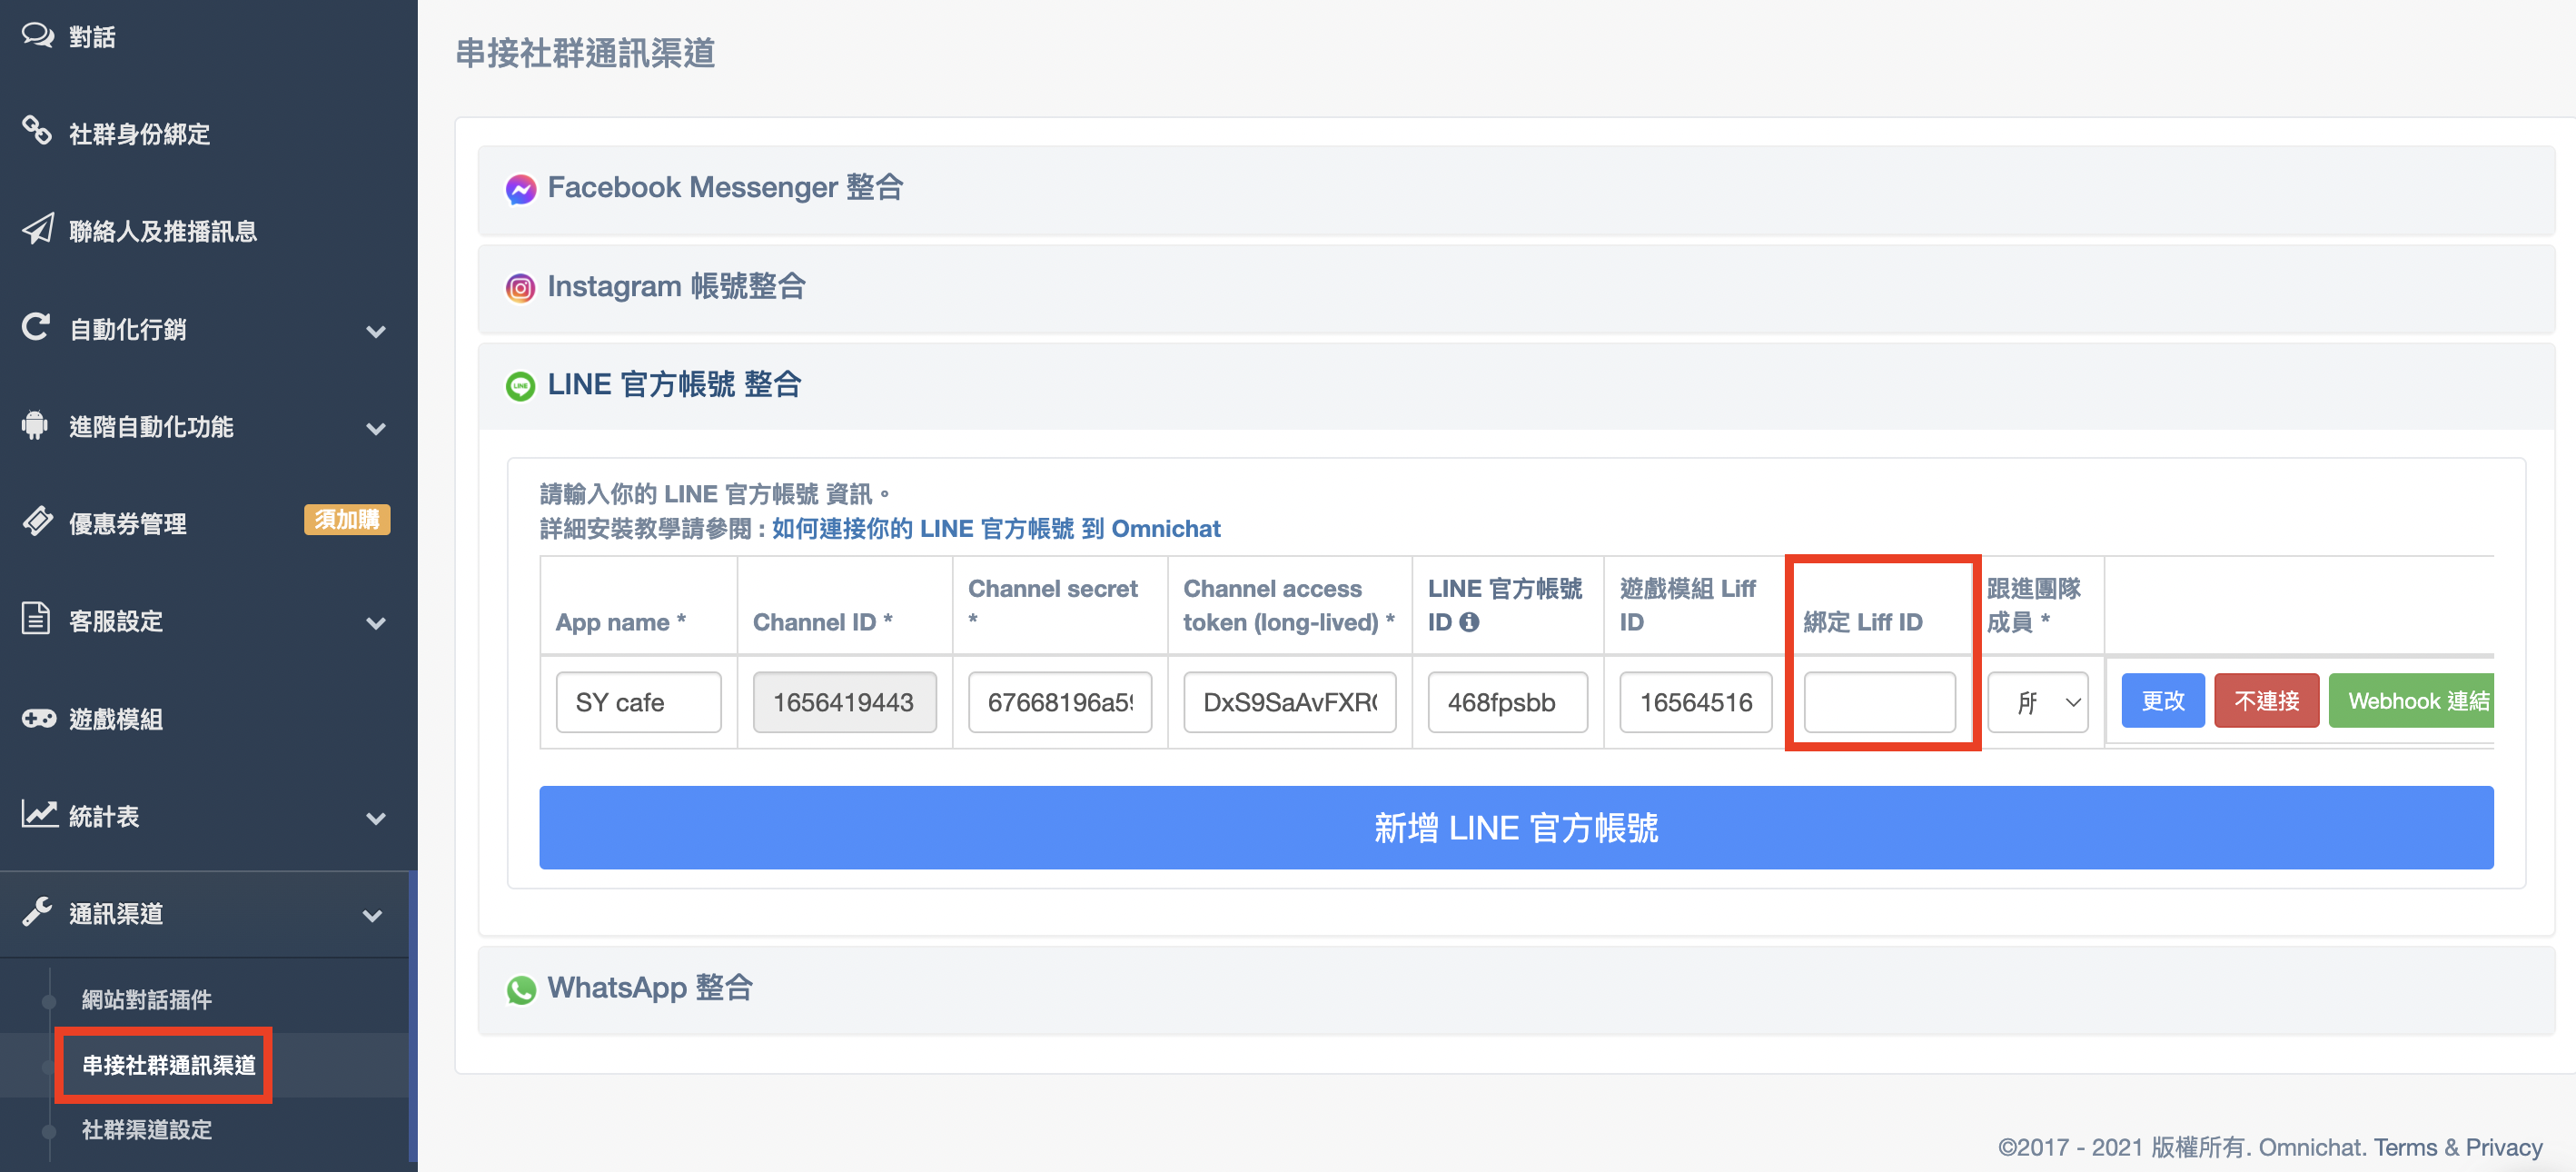 對話
社群身份綁定
聯絡人及推播訊息
自動化行銷
進階自動化功能
優惠券管理
須加購
客服設定
遊戲模組
統計表
通訊渠道
網站對話插件
串接社群通訊渠道
社群渠道設定
串接社群通訊渠道
Facebook Messenger 整合
Instagram 帳號整合
LINE 官方帳號 整合
請輸入你的 LINE 官方帳號 資訊。
詳細安裝教學請參閱 : 如何連接你的 LINE 官方帳號 到 Omnichat
App name *
Channel ID *
Channel secret
*
Channel access
token (long-lived) *
LINE 官方帳號
ID
遊戲模組 Liff
ID
綁定 Liff ID
跟進團隊
成員 *
SY cafe
1656419443
67668196a59
DxS9SaAvFXR
468fpsbb
16564516
所
更改
不連接
Webhook 連結
新增 LINE 官方帳號
WhatsApp 整合
©2017 - 2021 版權所有. Omnichat. Terms & Privacy